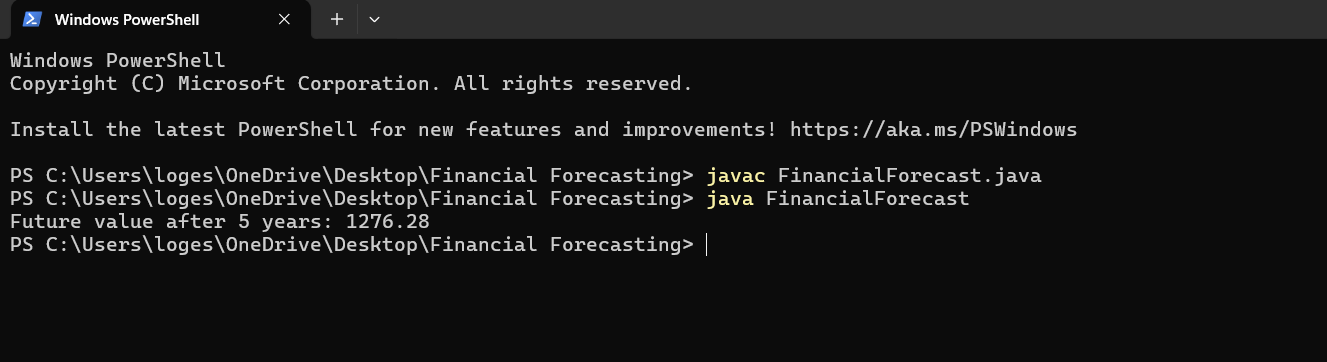 Windows PowerShell
Windows PowerShell
Copyright (C) Microsoft Corporation. All rights reserved.
Install the latest PowerShell for new features and improvements! https://aka.ms/PSWindows
PS C:\Users\loges\OneDrive\Desktop\Financial Forecasting> javac FinancialForecast.java
PS C:\Users\loges\OneDrive\Desktop\Financial Forecasting> java FinancialForecast
Future value after 5 years: 1276.28
PS C:\Users\loges\OneDrive\Desktop\Financial Forecasting>